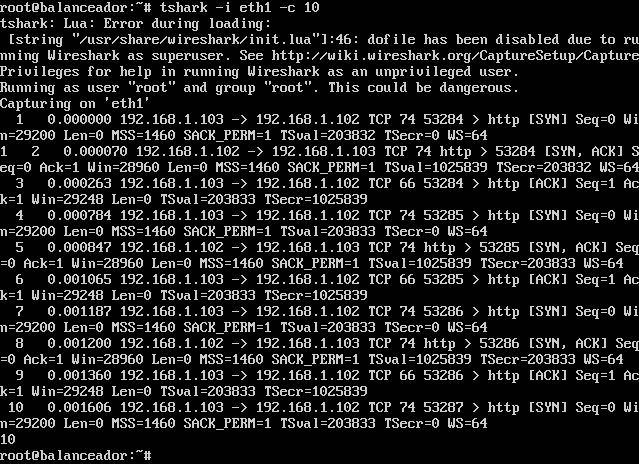 root@balanceador:~# tshark -i eth1 -c 10
tshark: Lua: Error during loading:
 [string "/usr/share/wireshark/init.lua"]:46: dofile has been disabled due to ru
nning Wireshark as superuser. See http://wiki.wireshark.org/CaptureSetup/Capture
Privileges for help in running Wireshark as an unprivileged user.
Running as user "root" and group "root". This could be dangerous.
Capturing on 'eth1'
  1   0.000000 192.168.1.103 -> 192.168.1.102 TCP 74 53284 > http [SYN] Seq=0 Wi
n=29200 Len=0 MSS=1460 SACK_PERM=1 TSval=203832 TSecr=0 WS=64
1   2   0.000070 192.168.1.102 -> 192.168.1.103 TCP 74 http > 53284 [SYN, ACK] S
eq=0 Ack=1 Win=28960 Len=0 MSS=1460 SACK_PERM=1 TSval=1025839 TSecr=203832 WS=64
  3   0.000263 192.168.1.103 -> 192.168.1.102 TCP 66 53284 > http [ACK] Seq=1 Ac
k=1 Win=29248 Len=0 TSval=203833 TSecr=1025839
  4   0.000784 192.168.1.103 -> 192.168.1.102 TCP 74 53285 > http [SYN] Seq=0 Wi
n=29200 Len=0 MSS=1460 SACK_PERM=1 TSval=203833 TSecr=0 WS=64
  5   0.000847 192.168.1.102 -> 192.168.1.103 TCP 74 http > 53285 [SYN, ACK] Seq
=0 Ack=1 Win=28960 Len=0 MSS=1460 SACK_PERM=1 TSval=1025839 TSecr=203833 WS=64
  6   0.001065 192.168.1.103 -> 192.168.1.102 TCP 66 53285 > http [ACK] Seq=1 Ac
k=1 Win=29248 Len=0 TSval=203833 TSecr=1025839
  7   0.001187 192.168.1.103 -> 192.168.1.102 TCP 74 53286 > http [SYN] Seq=0 Wi
n=29200 Len=0 MSS=1460 SACK_PERM=1 TSval=203833 TSecr=0 WS=64
  8   0.001200 192.168.1.102 -> 192.168.1.103 TCP 74 http > 53286 [SYN, ACK] Seq
=0 Ack=1 Win=28960 Len=0 MSS=1460 SACK_PERM=1 TSval=1025839 TSecr=203833 WS=64
  9   0.001360 192.168.1.103 -> 192.168.1.102 TCP 66 53286 > http [ACK] Seq=1 Ac
k=1 Win=29248 Len=0 TSval=203833 TSecr=1025839
 10   0.001606 192.168.1.103 -> 192.168.1.102 TCP 74 53287 > http [SYN] Seq=0 Wi
n=29200 Len=0 MSS=1460 SACK_PERM=1 TSval=203833 TSecr=0 WS=64
10
root@balanceador:~#